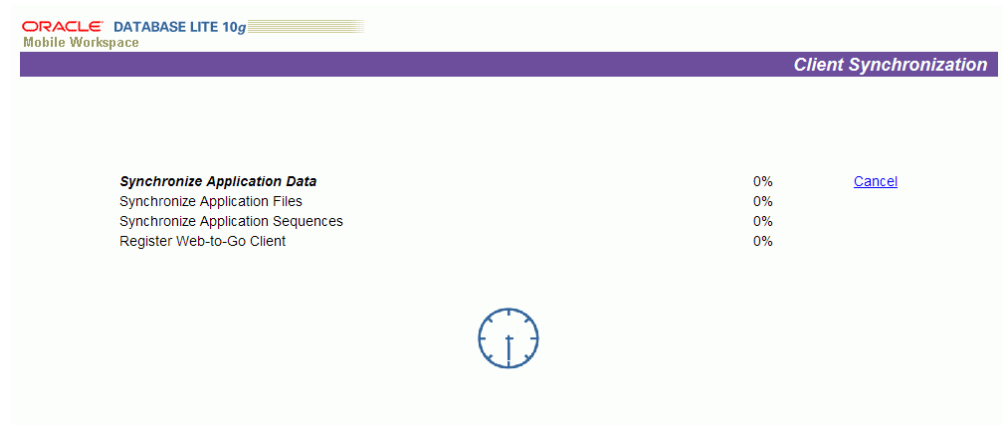 ORACLE DATABASE LITE 10g
Mobile Workspace
Client Synchronization
Synchronize Application Data 0% Cancel
Synchronize Application Files 0%
Synchronize Application Sequences 0%
Register Web-to-Go Client 0%